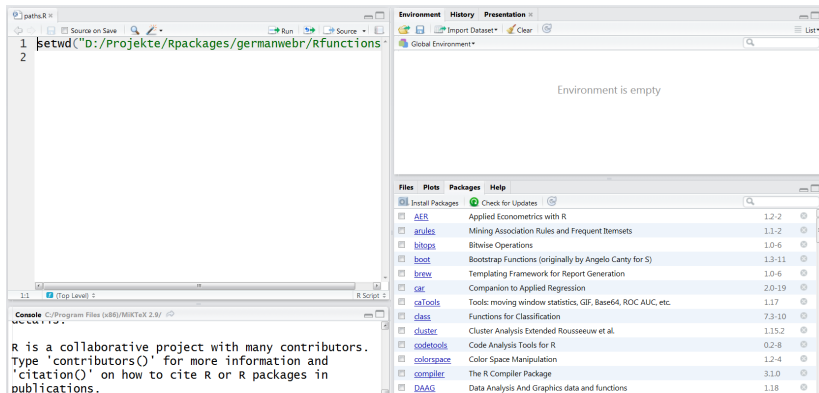 paths.R
Source on Save
Run
Source
1 setwd("D:/Projekte/Rpackages/germanwebr/Rfunctions
2
1:1
(Top Level)
R Script
Console C:/Program Files (x86)/MiKTeX 2.9/
R is a collaborative project with many contributors.
Type 'contributors()' for more information and
'citation()' on how to cite R or R packages in
publications.
Environment History Presentation
Import Dataset
Clear
List
Global Environment
Environment is empty
Files Plots Packages Help
Install Packages
Check for Updates
AER Applied Econometrics with R 1.2-2
arules Mining Association Rules and Frequent Itemsets 1.1-2
bitops Bitwise Operations 1.0-6
boot Bootstrap Functions (originally by Angelo Canty for S) 1.3-11
brew Templating Framework for Report Generation 1.0-6
car Companion to Applied Regression 2.0-19
caTools Tools: moving window statistics, GIF, Base64, ROC AUC, etc. 1.17
class Functions for Classification 7.3-10
cluster Cluster Analysis Extended Rousseeuw et al. 1.15.2
codetools Code Analysis Tools for R 0.2-8
colorspace Color Space Manipulation 1.2-4
compiler The R Compiler Package 3.1.0
DAAG Data Analysis And Graphics data and functions 1.18